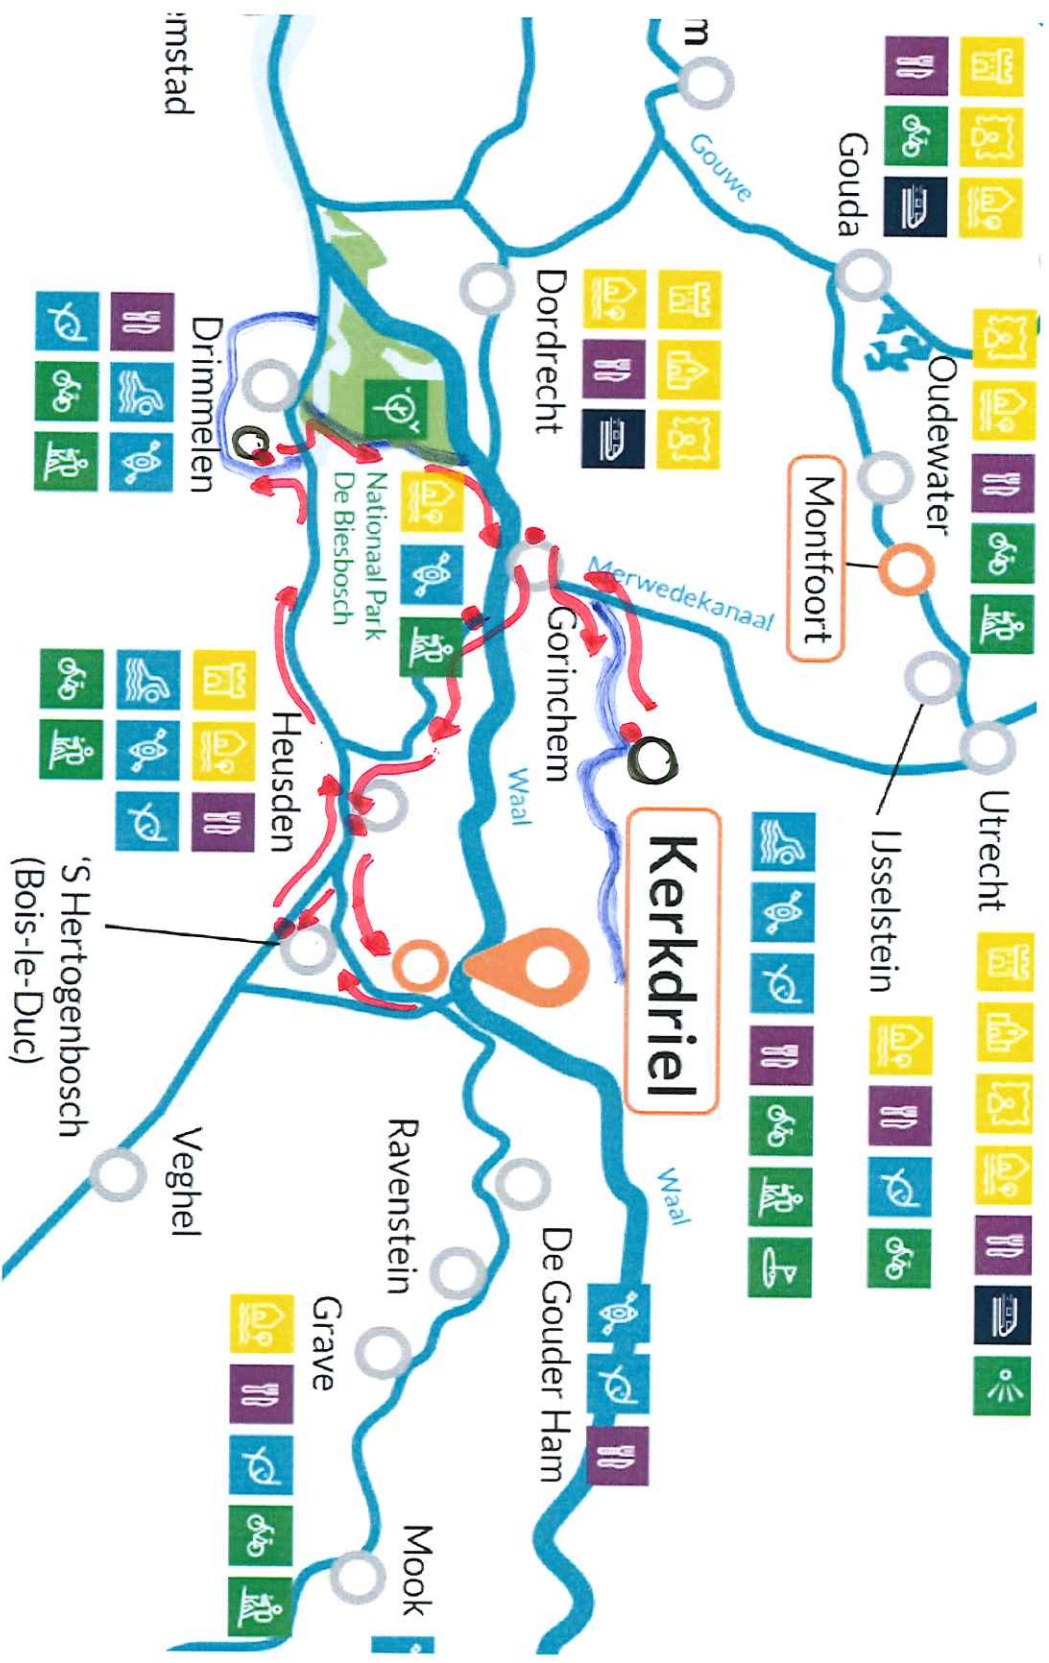 Gouda
Gouwe
Oudewater
Montfoort
Utrecht
IJsselstein
Dordrecht
Merwedekanaal
Gorinchem
Kerkdriel
Waal
Waal
Nationaal Park
De Biesbosch
Drimmelen
Heusden
'S Hertogenbosch
(Bois-le-Duc)
Veghel
Ravenstein
De Gouder Ham
Grave
Mook
mstad
m